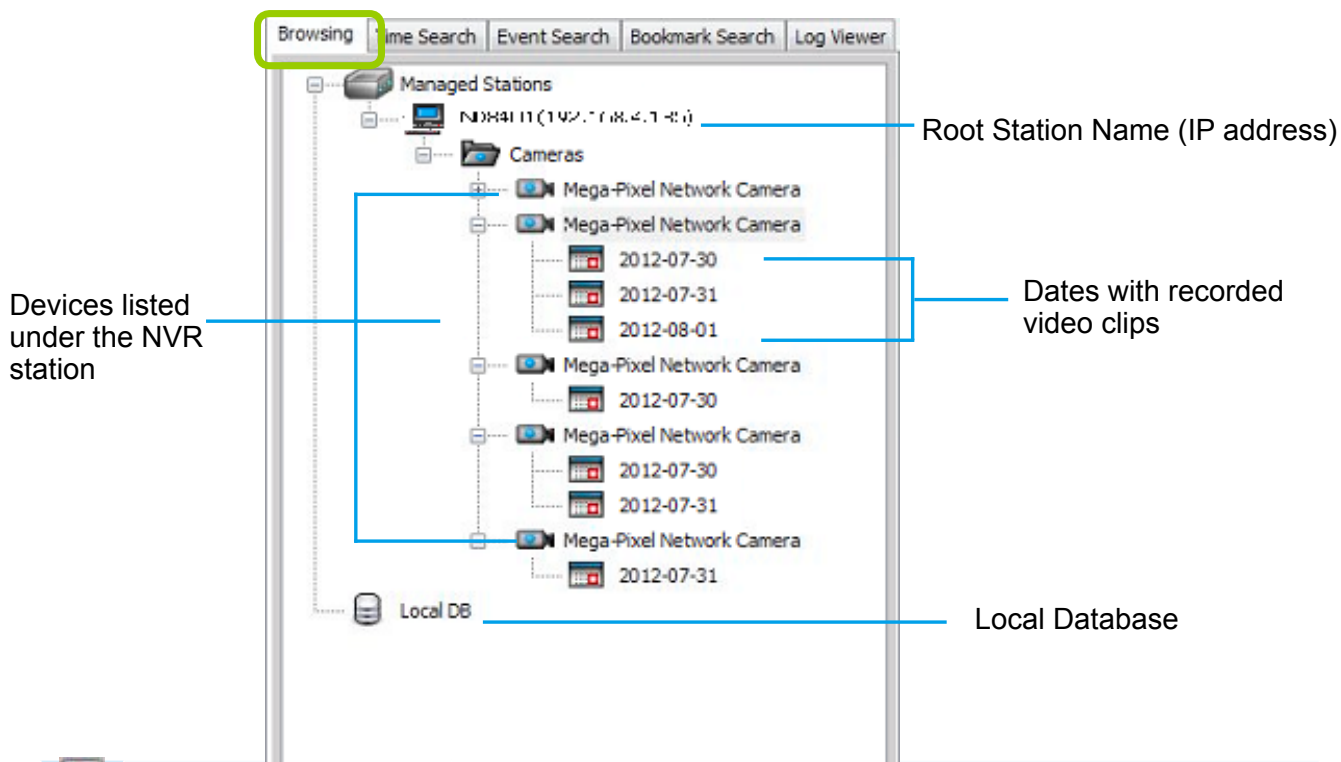 Browsing Time Search Event Search Bookmark Search Log Viewer
Managed Stations
Root Station Name (IP address)
Cameras
Mega-Pixel Network Camera
Mega-Pixel Network Camera
2012-07-30
2012-07-31
2012-08-01
Devices listed
under the NVR
station
Dates with recorded
video clips
Mega-Pixel Network Camera
2012-07-30
Mega-Pixel Network Camera
2012-07-30
2012-07-31
Mega-Pixel Network Camera
2012-07-31
Local DB
Local Database